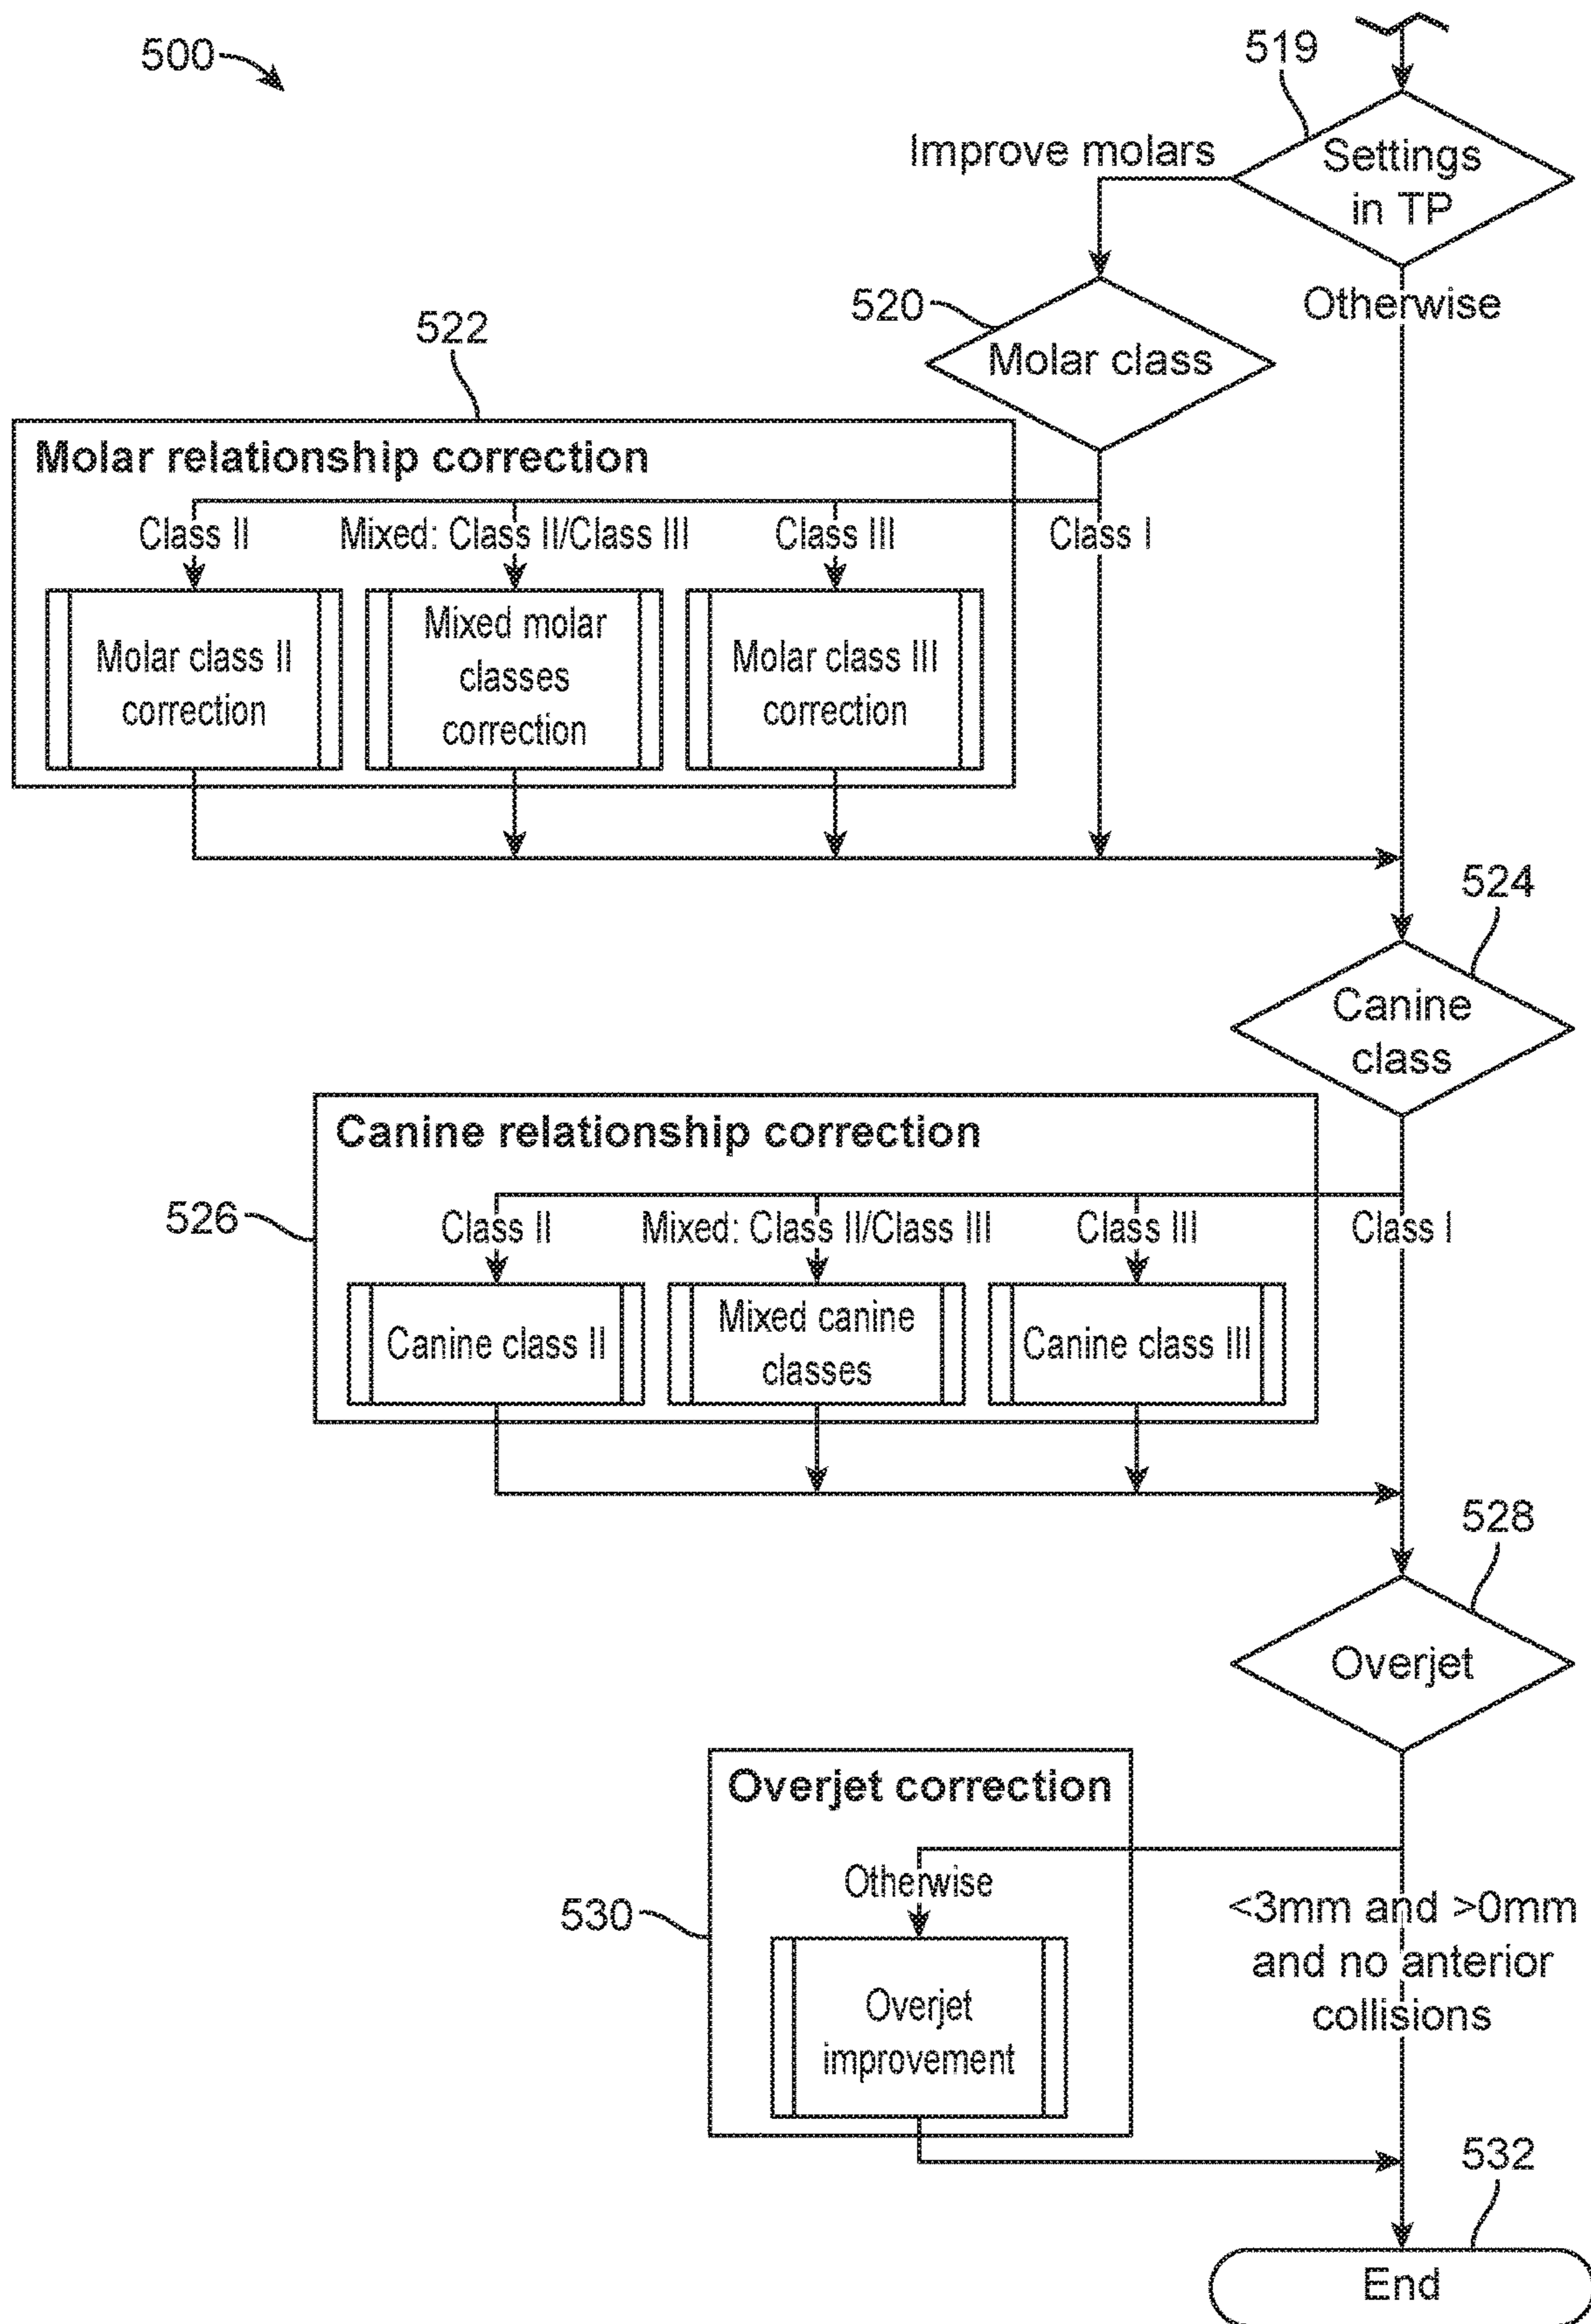 500
519
Improve molars
Settings
in TP
520
Otherwise
Molar class
522
Molar relationship correction
Class II
Mixed: Class II/Class III
Class III
Class I
Molar class II
correction
Mixed molar
classes
correction
Molar class III
correction
524
Canine
class
Canine relationship correction
526
Class II
Mixed: Class II/Class III
Class III
Class I
Canine class II
Mixed canine
classes
Canine class III
528
Overjet
Overjet correction
Otherwise
530
<3mm and >0mm
and no anterior
collisions
Overjet
improvement
532
End